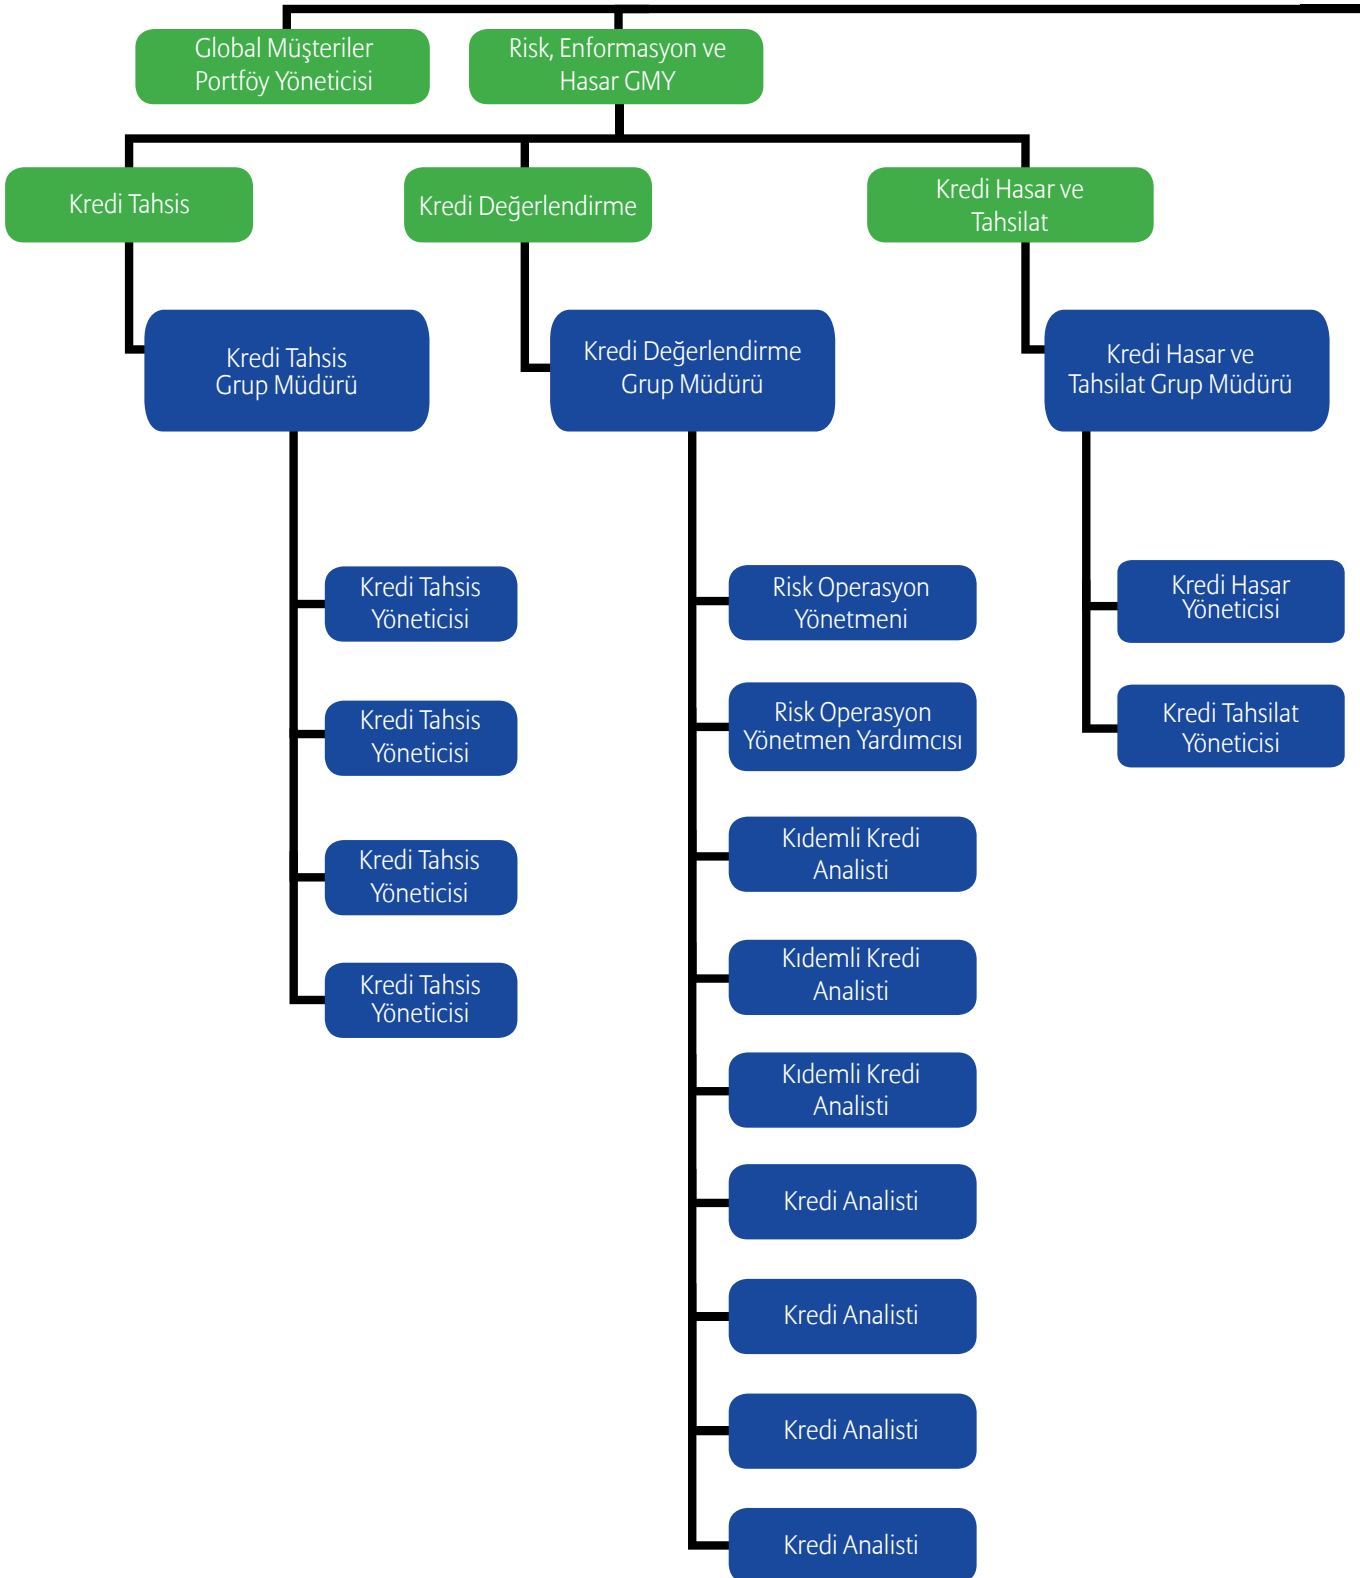 Global Müşteriler
Portföy Yöneticisi
Risk, Enformasyon ve
Hasar GMY
Kredi Tahsis
Kredi Değerlendirme
Kredi Hasar ve
Tahsilat
Kredi Tahsis
Grup Müdürü
Kredi Değerlendirme
Grup Müdürü
Kredi Hasar ve
Tahsilat Grup Müdürü
Kredi Tahsis
Yöneticisi
Kredi Tahsis
Yöneticisi
Kredi Tahsis
Yöneticisi
Kredi Tahsis
Yöneticisi
Risk Operasyon
Yönetmeni
Risk Operasyon
Yönetmen Yardımcısı
Kıdemli Kredi
Analisti
Kıdemli Kredi
Analisti
Kıdemli Kredi
Analisti
Kredi Analisti
Kredi Analisti
Kredi Analisti
Kredi Analisti
Kredi Hasar
Yöneticisi
Kredi Tahsilat
Yöneticisi